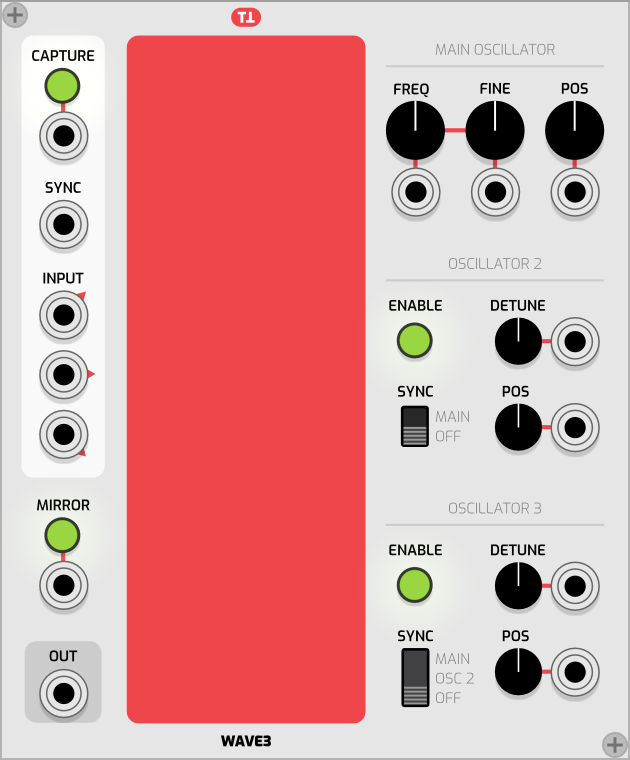 CAPTURE
SYNC
INPUT
MIRROR
OUT
WAVE3
MAIN OSCILLATOR
FREQ FINE POS
OSCILLATOR 2
ENABLE DETUNE
SYNC POS
MAIN
OFF
OSCILLATOR 3
ENABLE DETUNE
SYNC POS
MAIN
OSC 2
OFF